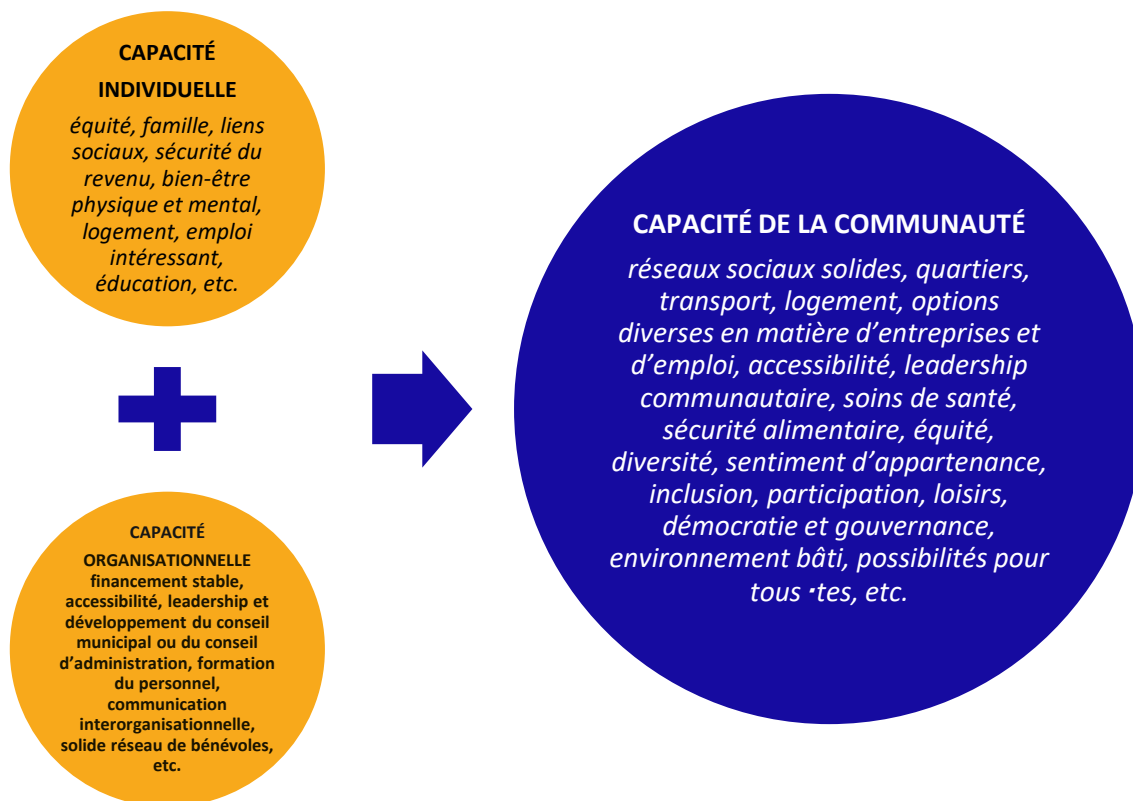 CAPACITÉ
INDIVIDUELLE
équité, famille, liens
sociaux, sécurité du
revenu, bien-être
physique et mental,
logement, emploi
intéressant,
éducation, etc.
CAPACITÉ
ORGANISATIONNELLE
financement stable,
accessibilité, leadership et
développement du conseil
municipal ou du conseil
d’administration, formation
du personnel,
communication
interorganisationnelle,
solide réseau de bénévoles,
etc.
CAPACITÉ DE LA COMMUNAUTÉ
réseaux sociaux solides, quartiers,
transport, logement, options
diverses en matière d’entreprises et
d’emploi, accessibilité, leadership
communautaire, soins de santé,
sécurité alimentaire, équité,
diversité, sentiment d’appartenance,
inclusion, participation, loisirs,
démocratie et gouvernance,
environnement bâti, possibilités pour
tous ·tes, etc.